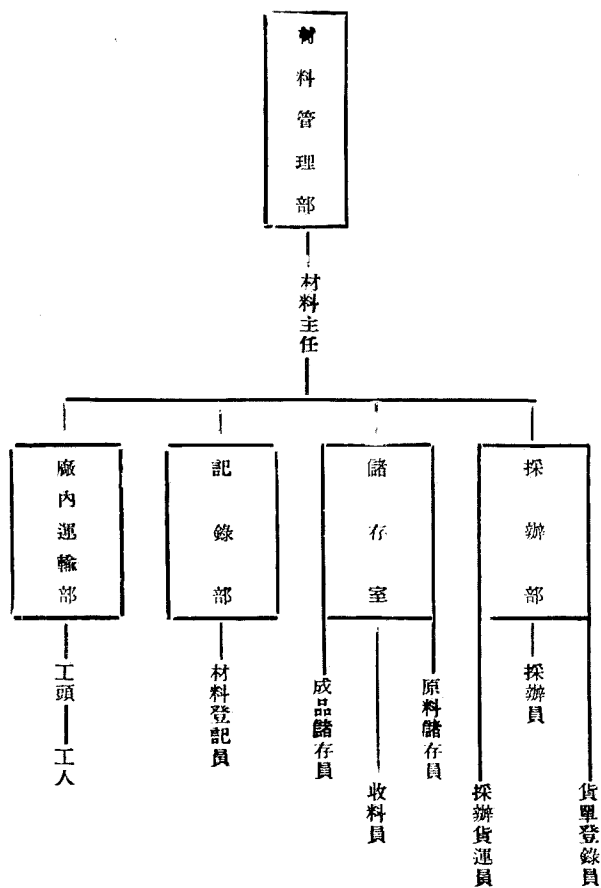 材料管理部
材料主任
採辦部
儲存室
記錄部
廠內運輸部
貨單登錄員
採辦員
採辦貨運員
原料儲存員
收料員
成品儲存員
材料登記員
工頭
工人